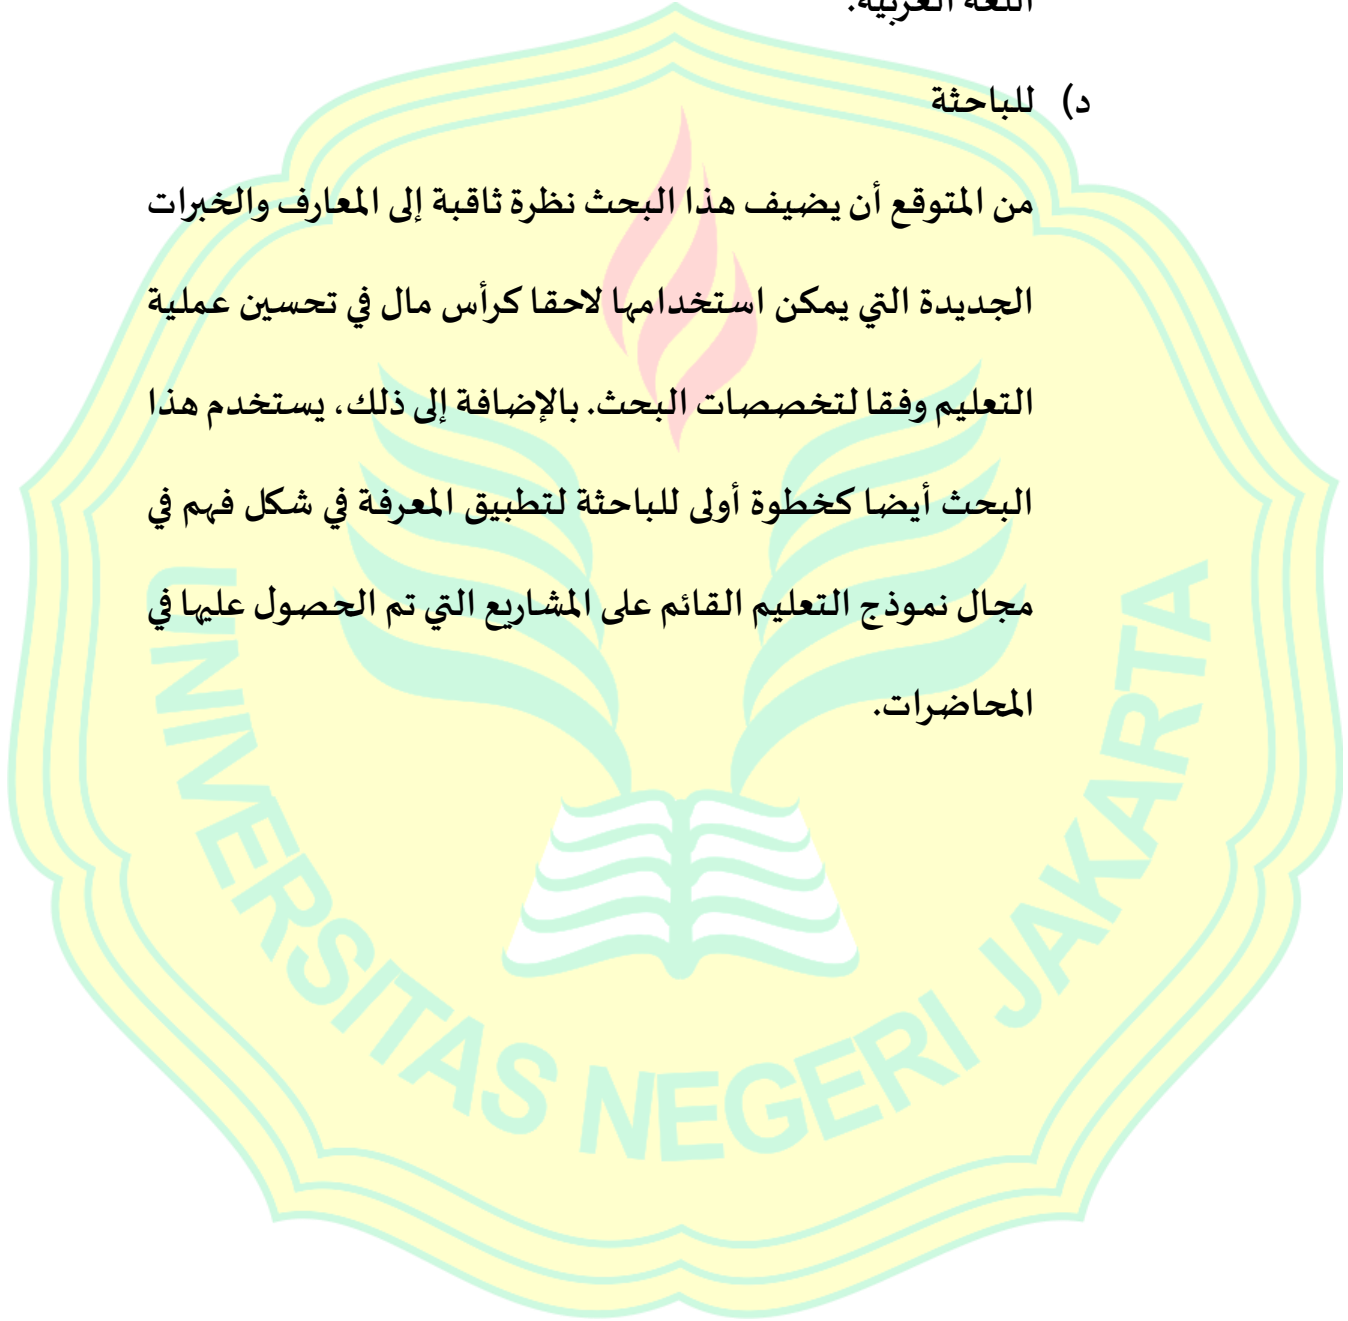 اللغة العربية.
د) للباحثة
من المتوقع أن يضيف هذا البحث نظرة ثاقبة إلى المعارف والخبرات
الجديدة التي يمكن استخدامها لاحقا كرأس مال في تحسين عملية
التعليم وفقا لتخصصات البحث. بالإضافة إلى ذلك، يستخدم هذا
البحث أيضا كخطوة أولى للباحثة لتطبيق المعرفة في شكل فهم في
مجال نموذج التعليم القائم على المشاريع التي تم الحصول عليها في
المحاضرات.
UNIVERSITAS NEGERI JAKARTA